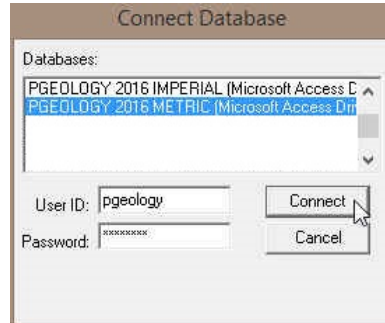 Connect Database
Databases:
PGEOLOGY 2016 IMPERIAL (Microsoft Access D
PGEOLOGY 2016 METRIC (Microsoft Access Dri
User ID: pgeology Connect
Password: ******** Cancel